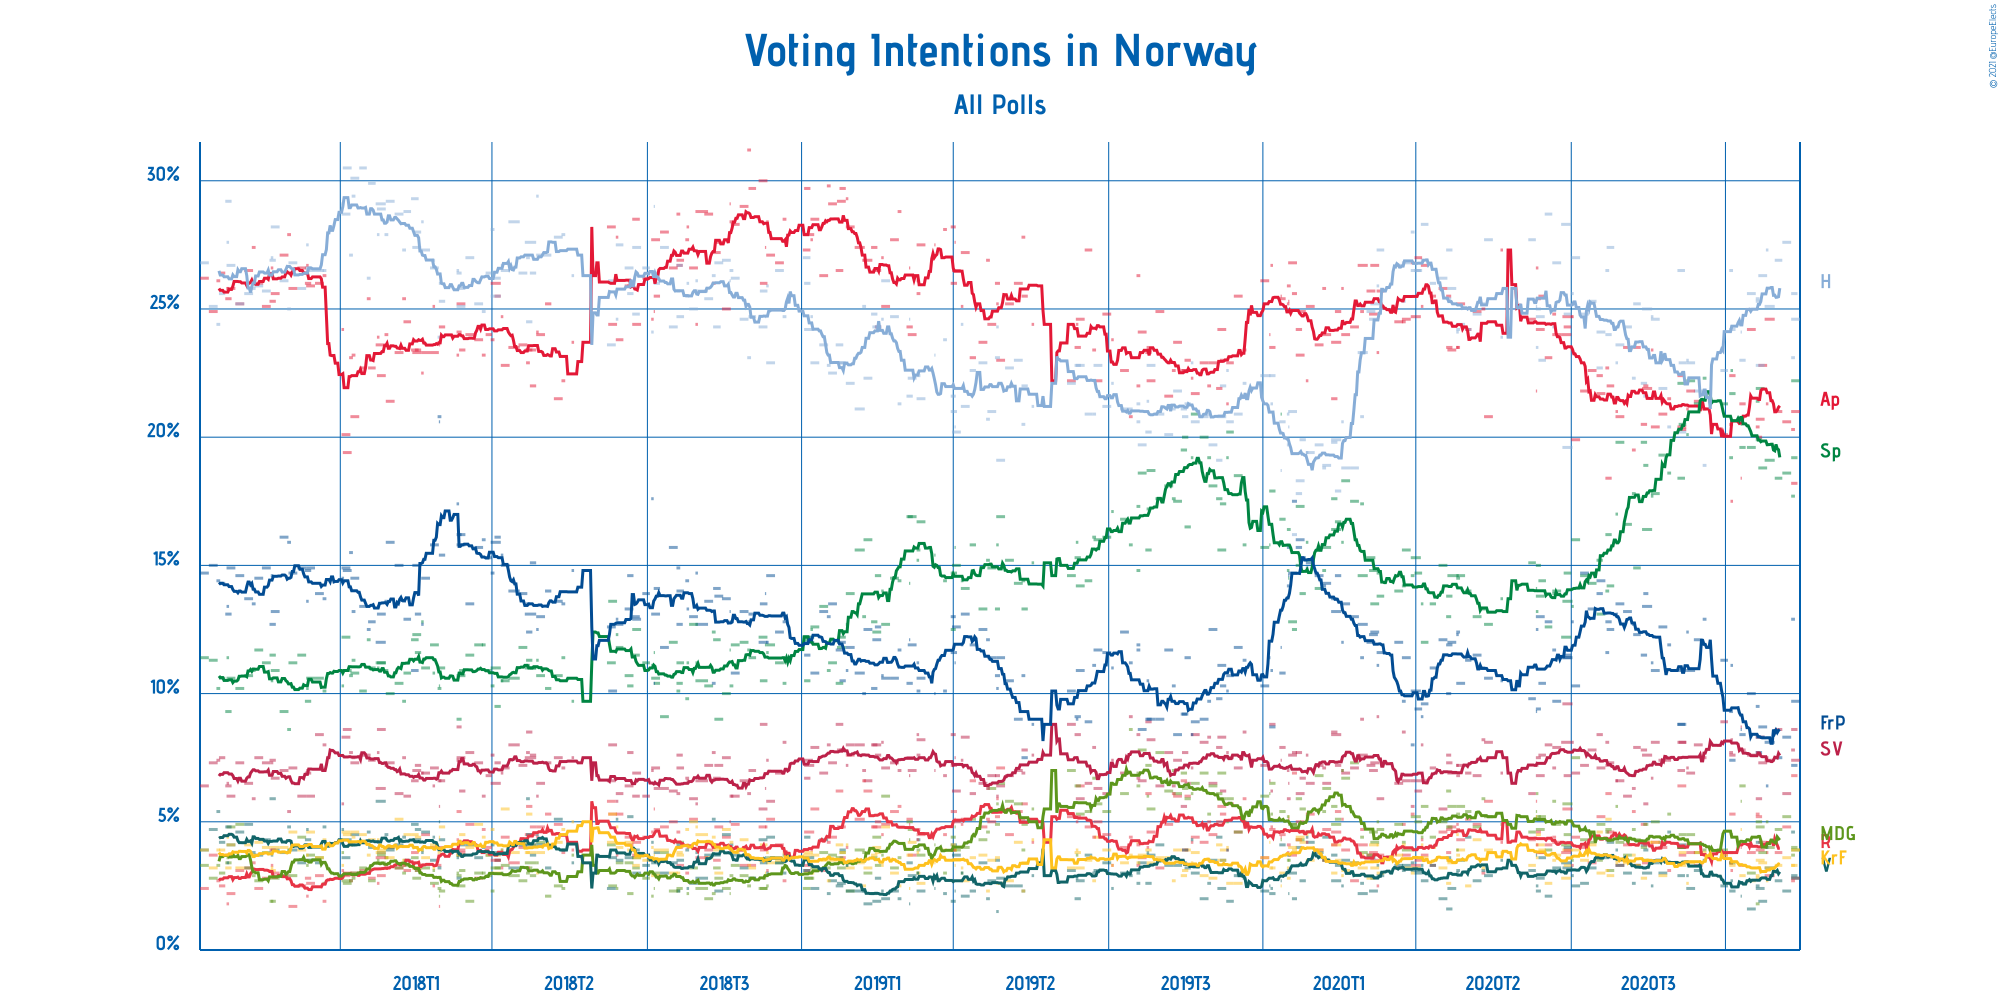 Voting Intentions in Norway
All Polls
© 2021 @EuropeElects
30%
25%
20%
15%
10%
5%
0%
H
Ap
Sp
FrP
SV
MDG
R
KrF
V
2018T1
2018T2
2018T3
2019T1
2019T2
2019T3
2020T1
2020T2
2020T3